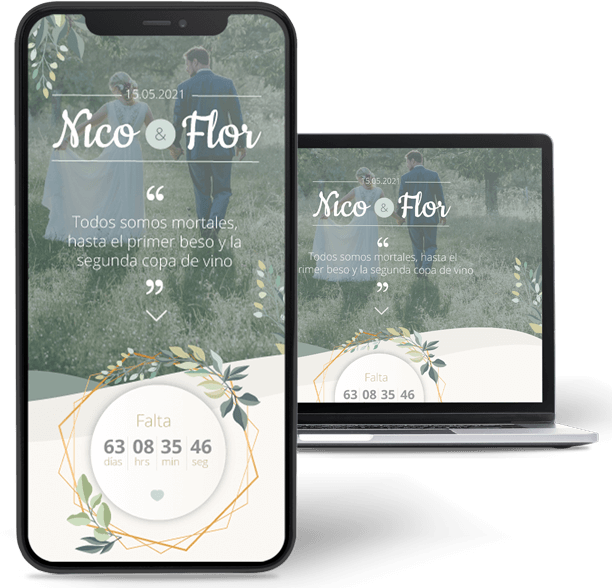 15.05.2021
Nico & Flor
“
Todos somos mortales,
hasta el primer beso y la
segunda copa de vino
”
Falta
63 08 35 46
días hrs min seg
15.05.2021
Nico & Flor
“
Todos somos mortales, hasta el
primer beso y la segunda copa de vino
”
Falta
63 08 35 46